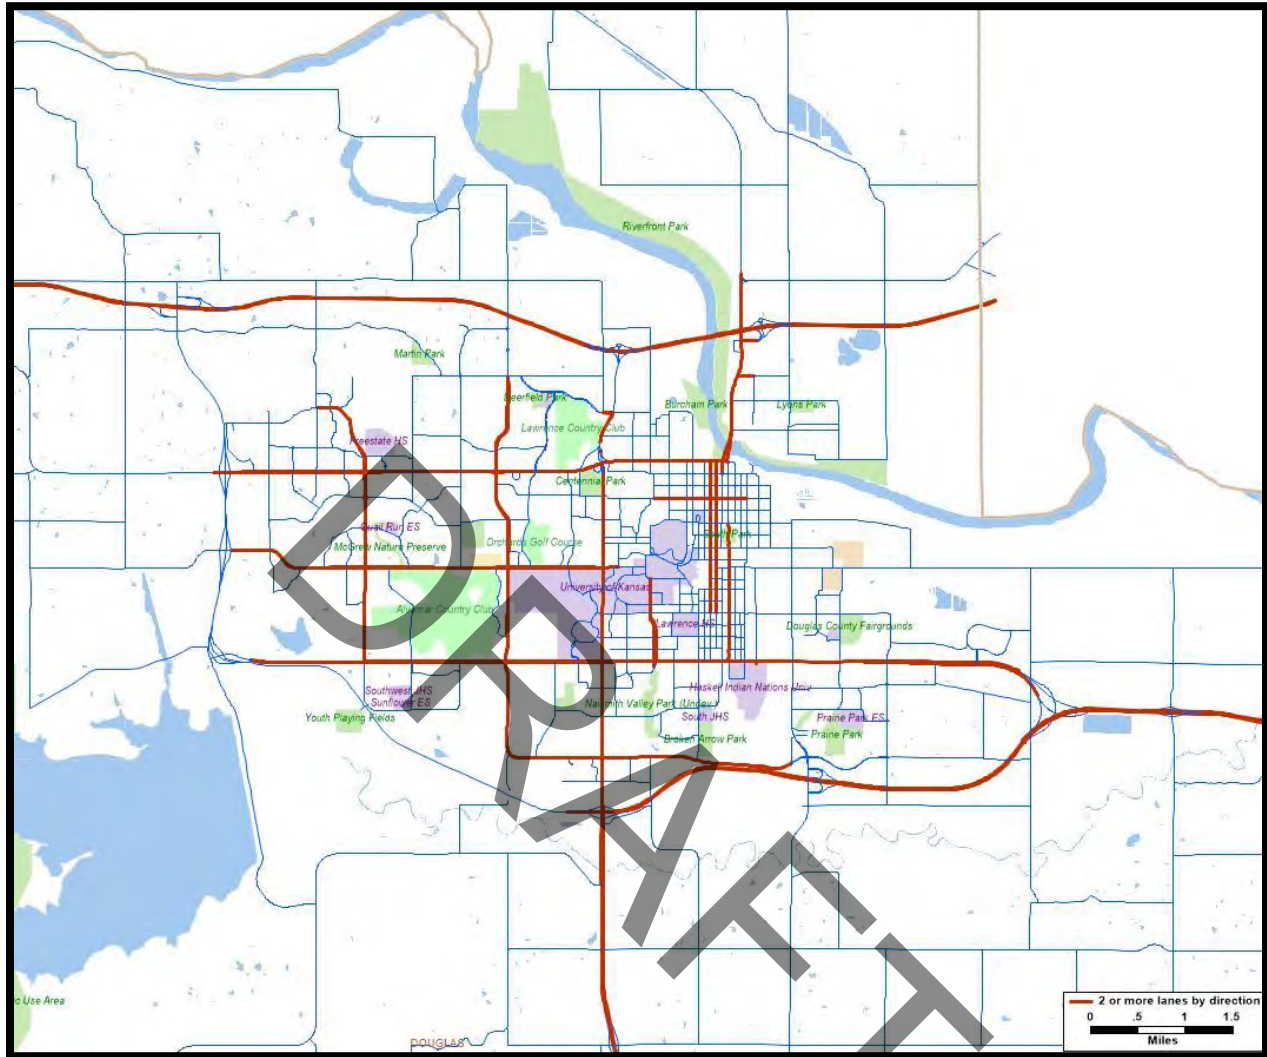 Riverfront Park
Martin Park
Deerfield Park
Burcham Park
Lyons Park
Lawrence Country Club
Freestate HS
Centennial Park
Quail Run ES
South Park
McGrew Nature Preserve
Orchards Golf Course
University of Kansas
Alvamar Country Club
Lawrence HS
Douglas County Fairgrounds
Southwest JHS
Sunflower ES
Haskell Indian Nations Univ
Naismith Valley Park (Undev.)
Youth Playing Fields
South JHS
Prairie Park ES
Prairie Park
Broken Arrow Park
DRAFT
c Use Area
DOUGLAS
2 or more lanes by direction
0 .5 1 1.5
Miles